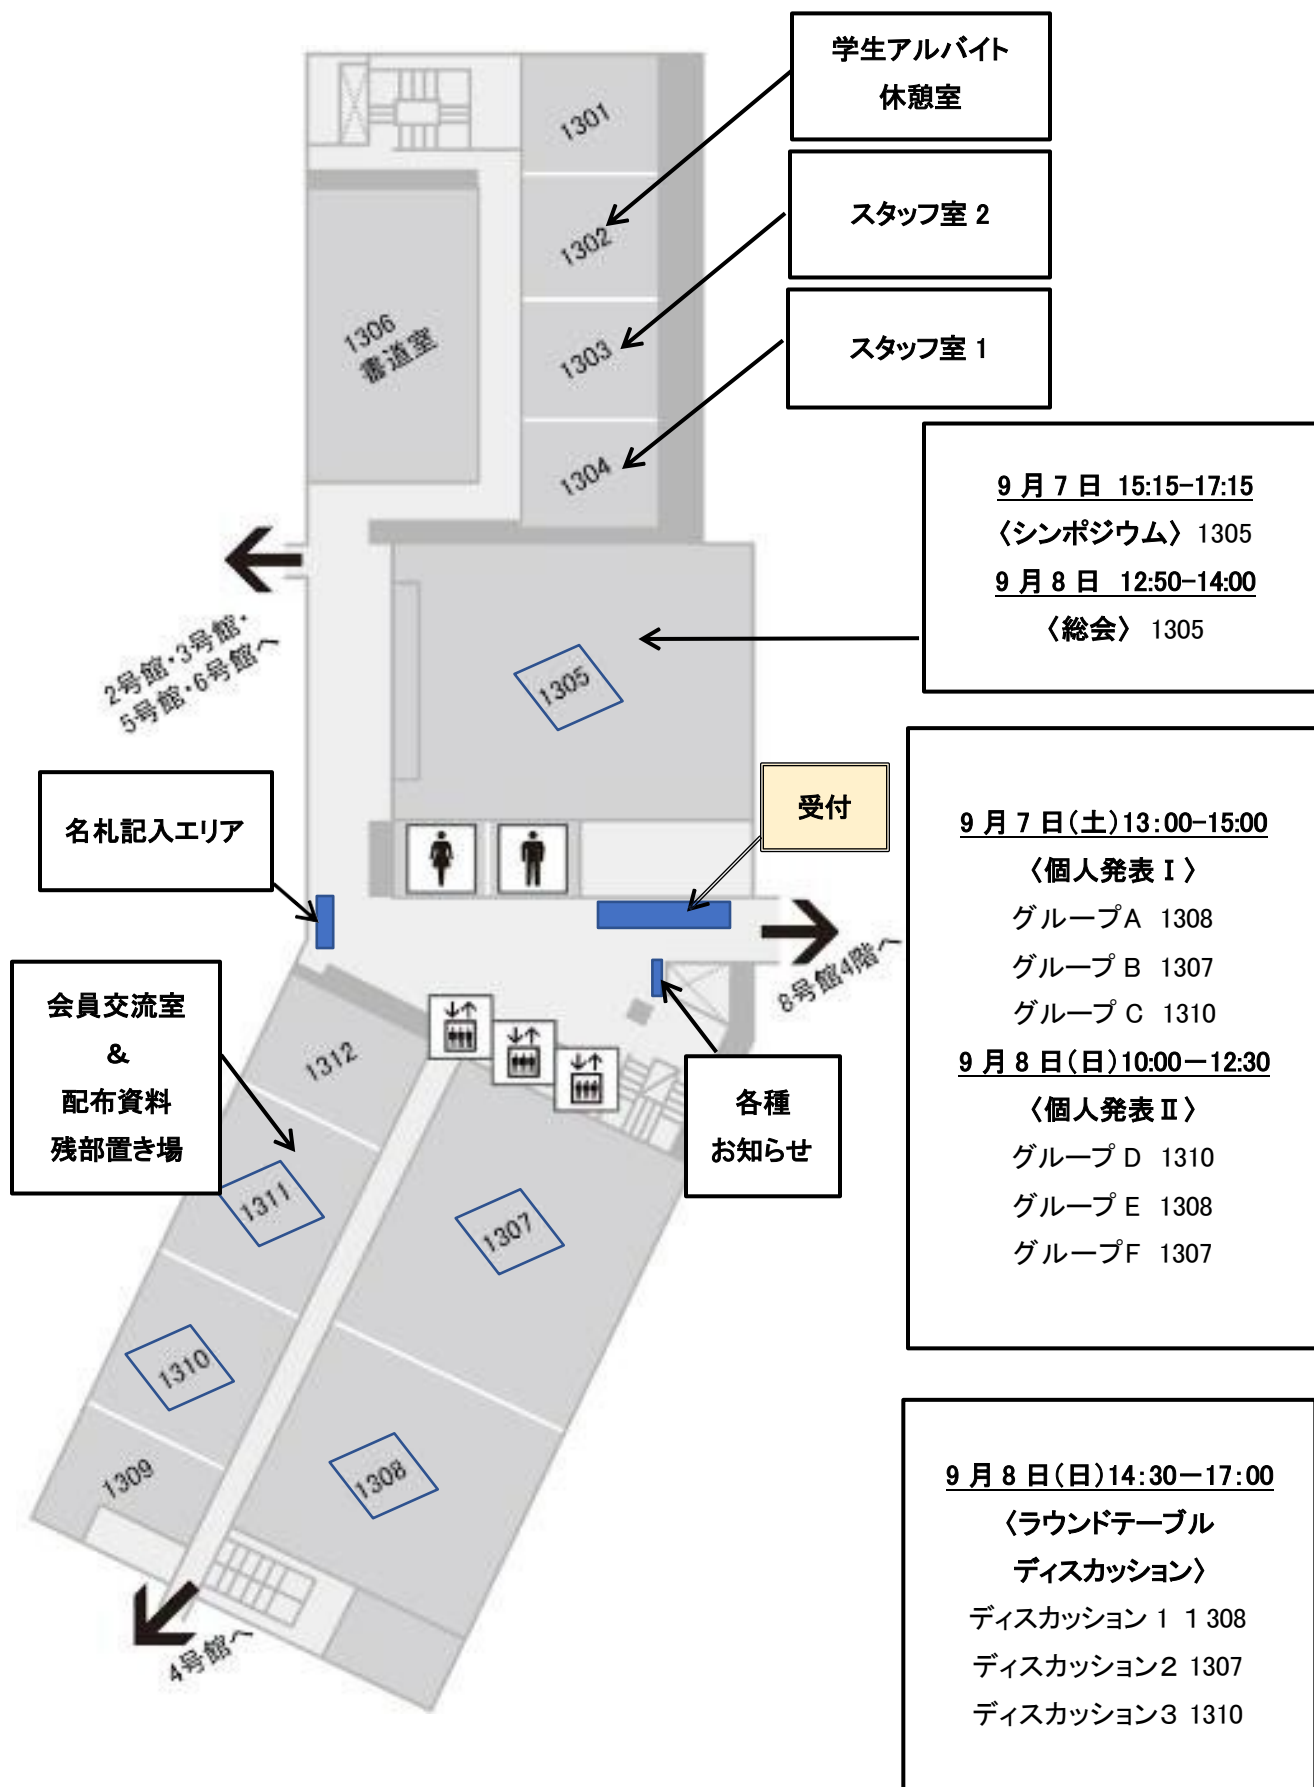 学生アルバイト
休憩室
スタッフ室 2
スタッフ室 1
1301
1302
1303
1304
1306
書道室
9 月 7 日 15:15-17:15
〈シンポジウム〉 1305
9 月 8 日 12:50-14:00
〈総会〉 1305
2号館・3号館・
5号館・6号館へ
1305
名札記入エリア
受付
8号館4階へ
9 月 7 日(土)13:00-15:00
〈個人発表Ⅰ〉
グループA 1308
グループ B 1307
グループ C 1310
9 月 8 日(日)10:00-12:30
〈個人発表Ⅱ〉
グループ D 1310
グループ E 1308
グループF 1307
会員交流室
&
配布資料
残部置き場
各種
お知らせ
1312
1311
1307
1310
1308
1309
4号館へ
9 月 8 日(日)14:30-17:00
〈ラウンドテーブル
ディスカッション〉
ディスカッション 1 1 308
ディスカッション2 1307
ディスカッション3 1310